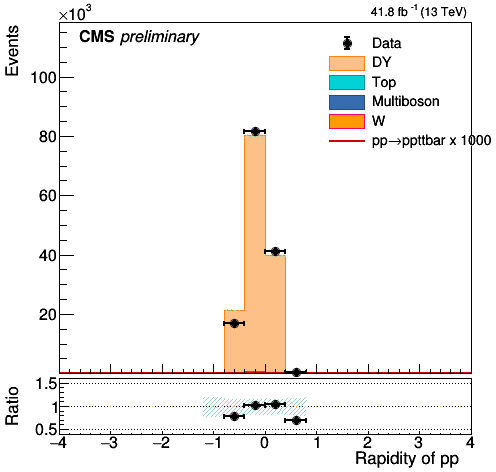 ×10³
41.8 fb⁻¹ (13 TeV)
CMS preliminary
Events
Data
DY
Top
Multiboson
W
pp→ppttbar x 1000
100
80
60
40
20
Ratio
1.5
1
0.5
−4 −3 −2 −1 0 1 2 3 4
Rapidity of pp